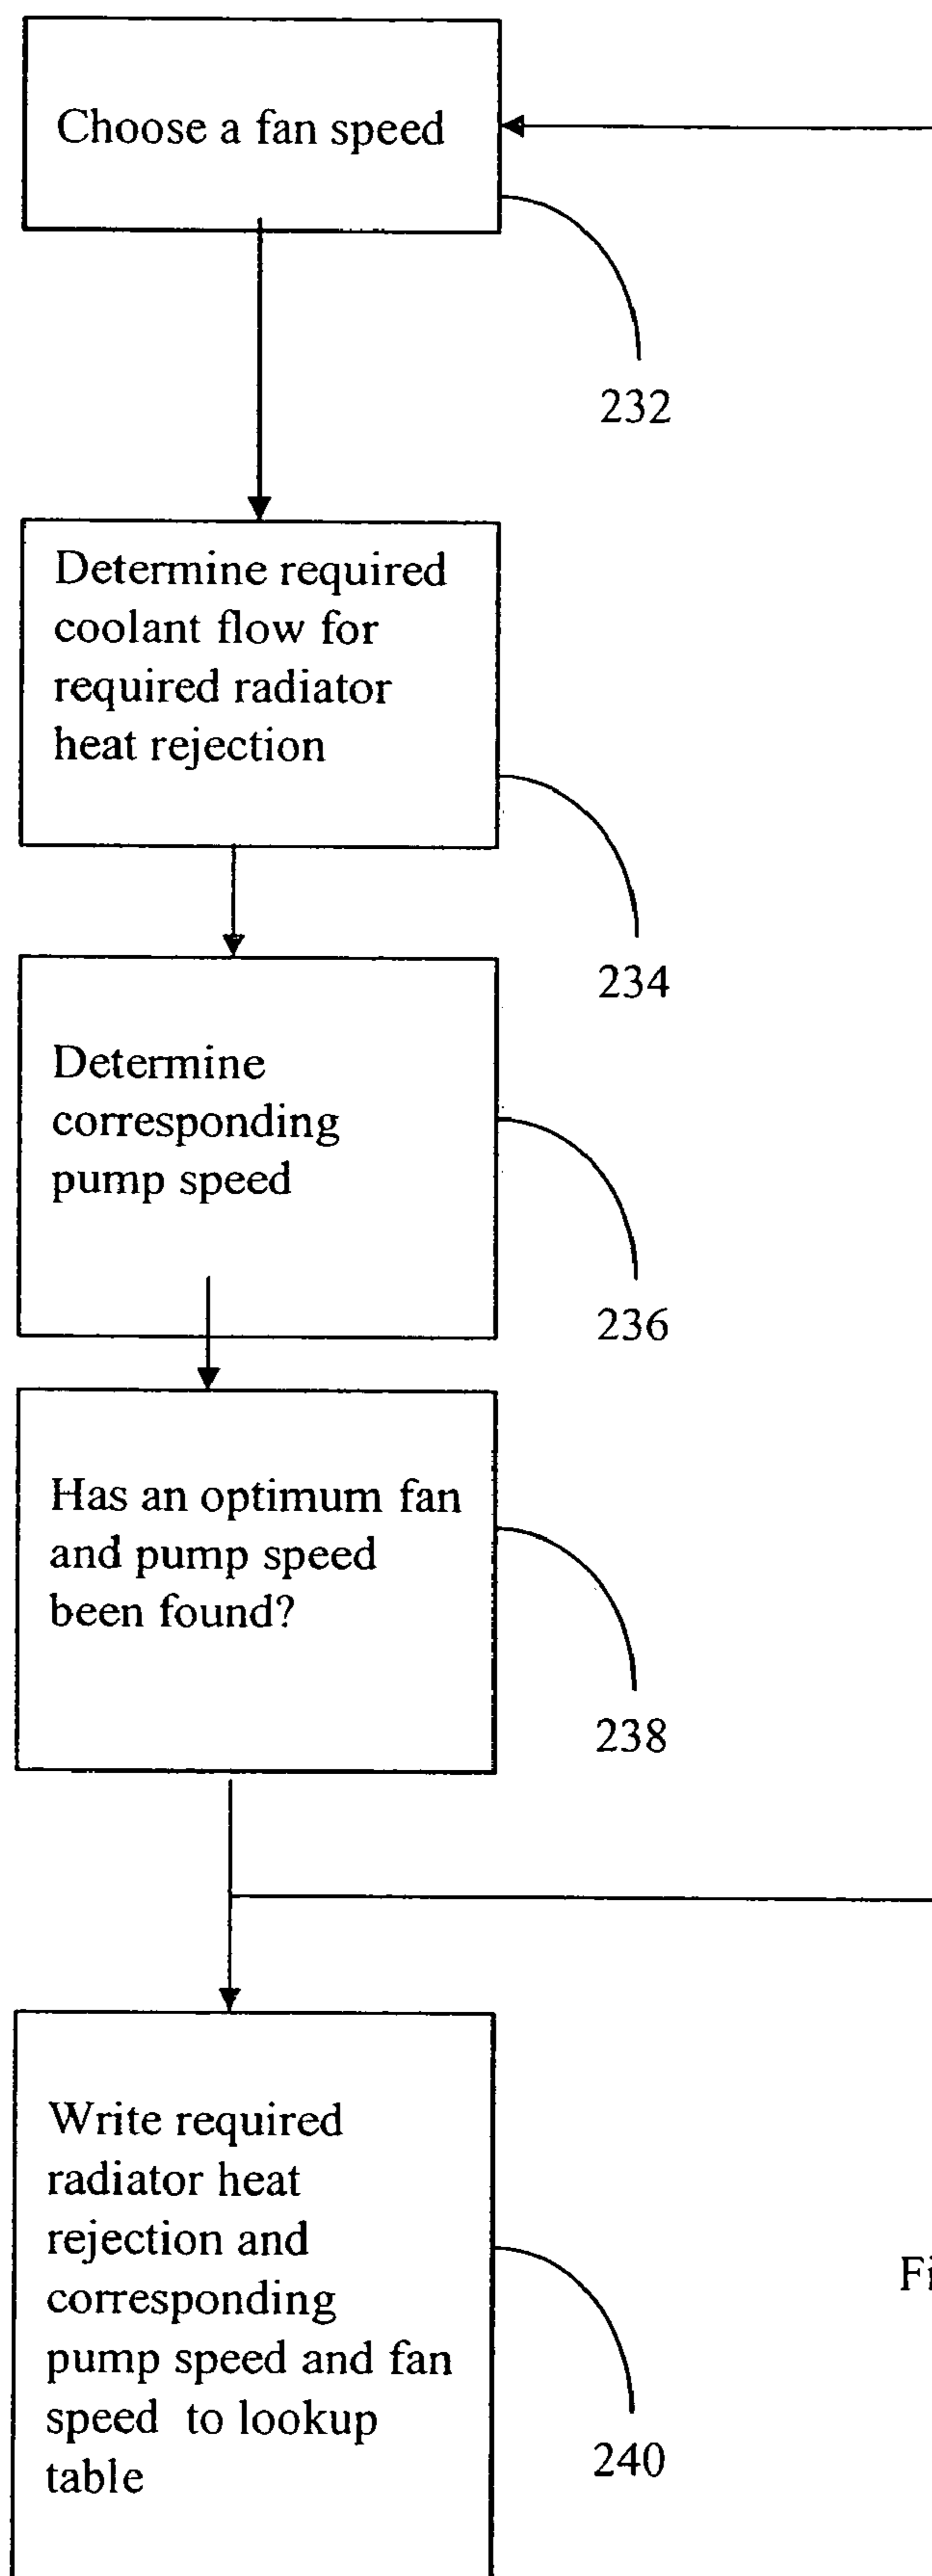 Choose a fan speed
232
Determine required
coolant flow for
required radiator
heat rejection
234
Determine
corresponding
pump speed
236
Has an optimum fan
and pump speed
been found?
238
Write required
radiator heat
rejection and
corresponding
pump speed and fan
speed to lookup
table
240
Fi